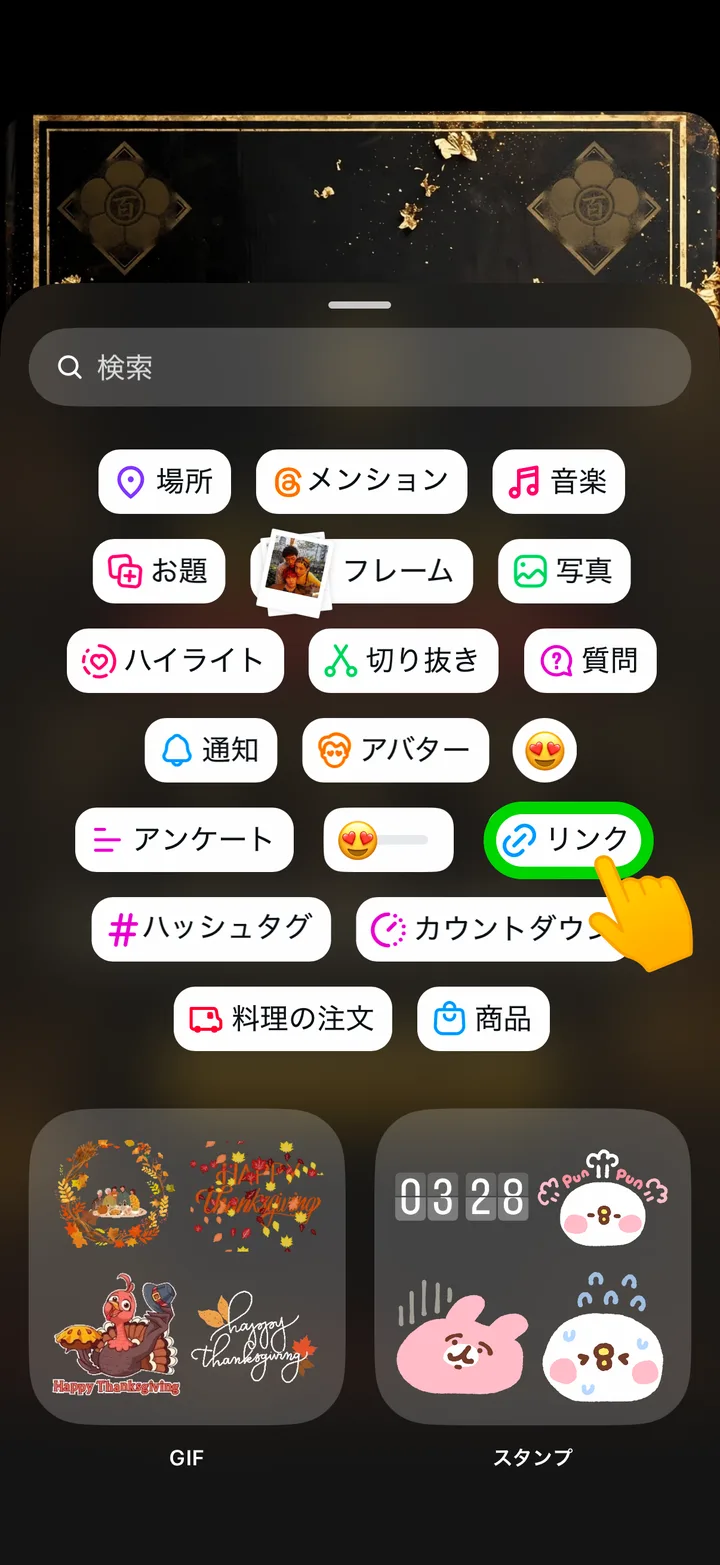 百 百
検索
場所 メンション 音楽
お題 フレーム 写真
ハイライト 切り抜き 質問
通知 アバター
アンケート リンク
#ハッシュタグ カウントダウン
料理の注文 商品
HAPPY
Thanksgiving
0328
Pun Pun
Happy Thanksgiving
happy
thanksgiving
GIF スタンプ